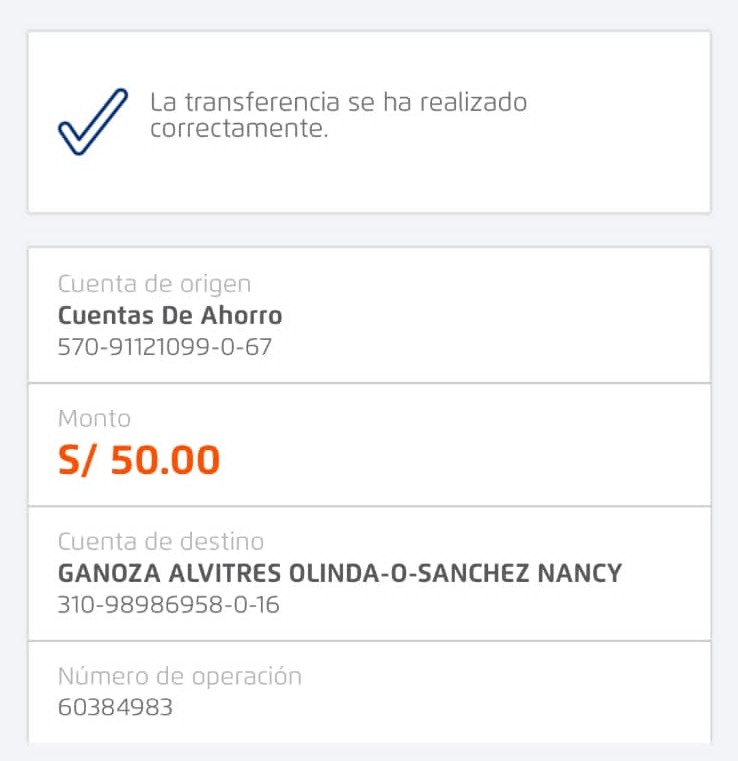 La transferencia se ha realizado
correctamente.
Cuenta de origen
Cuentas De Ahorro
570-91121099-0-67
Monto
S/ 50.00
Cuenta de destino
GANOZA ALVITRES OLINDA-O-SANCHEZ NANCY
310-98986958-0-16
Número de operación
60384983